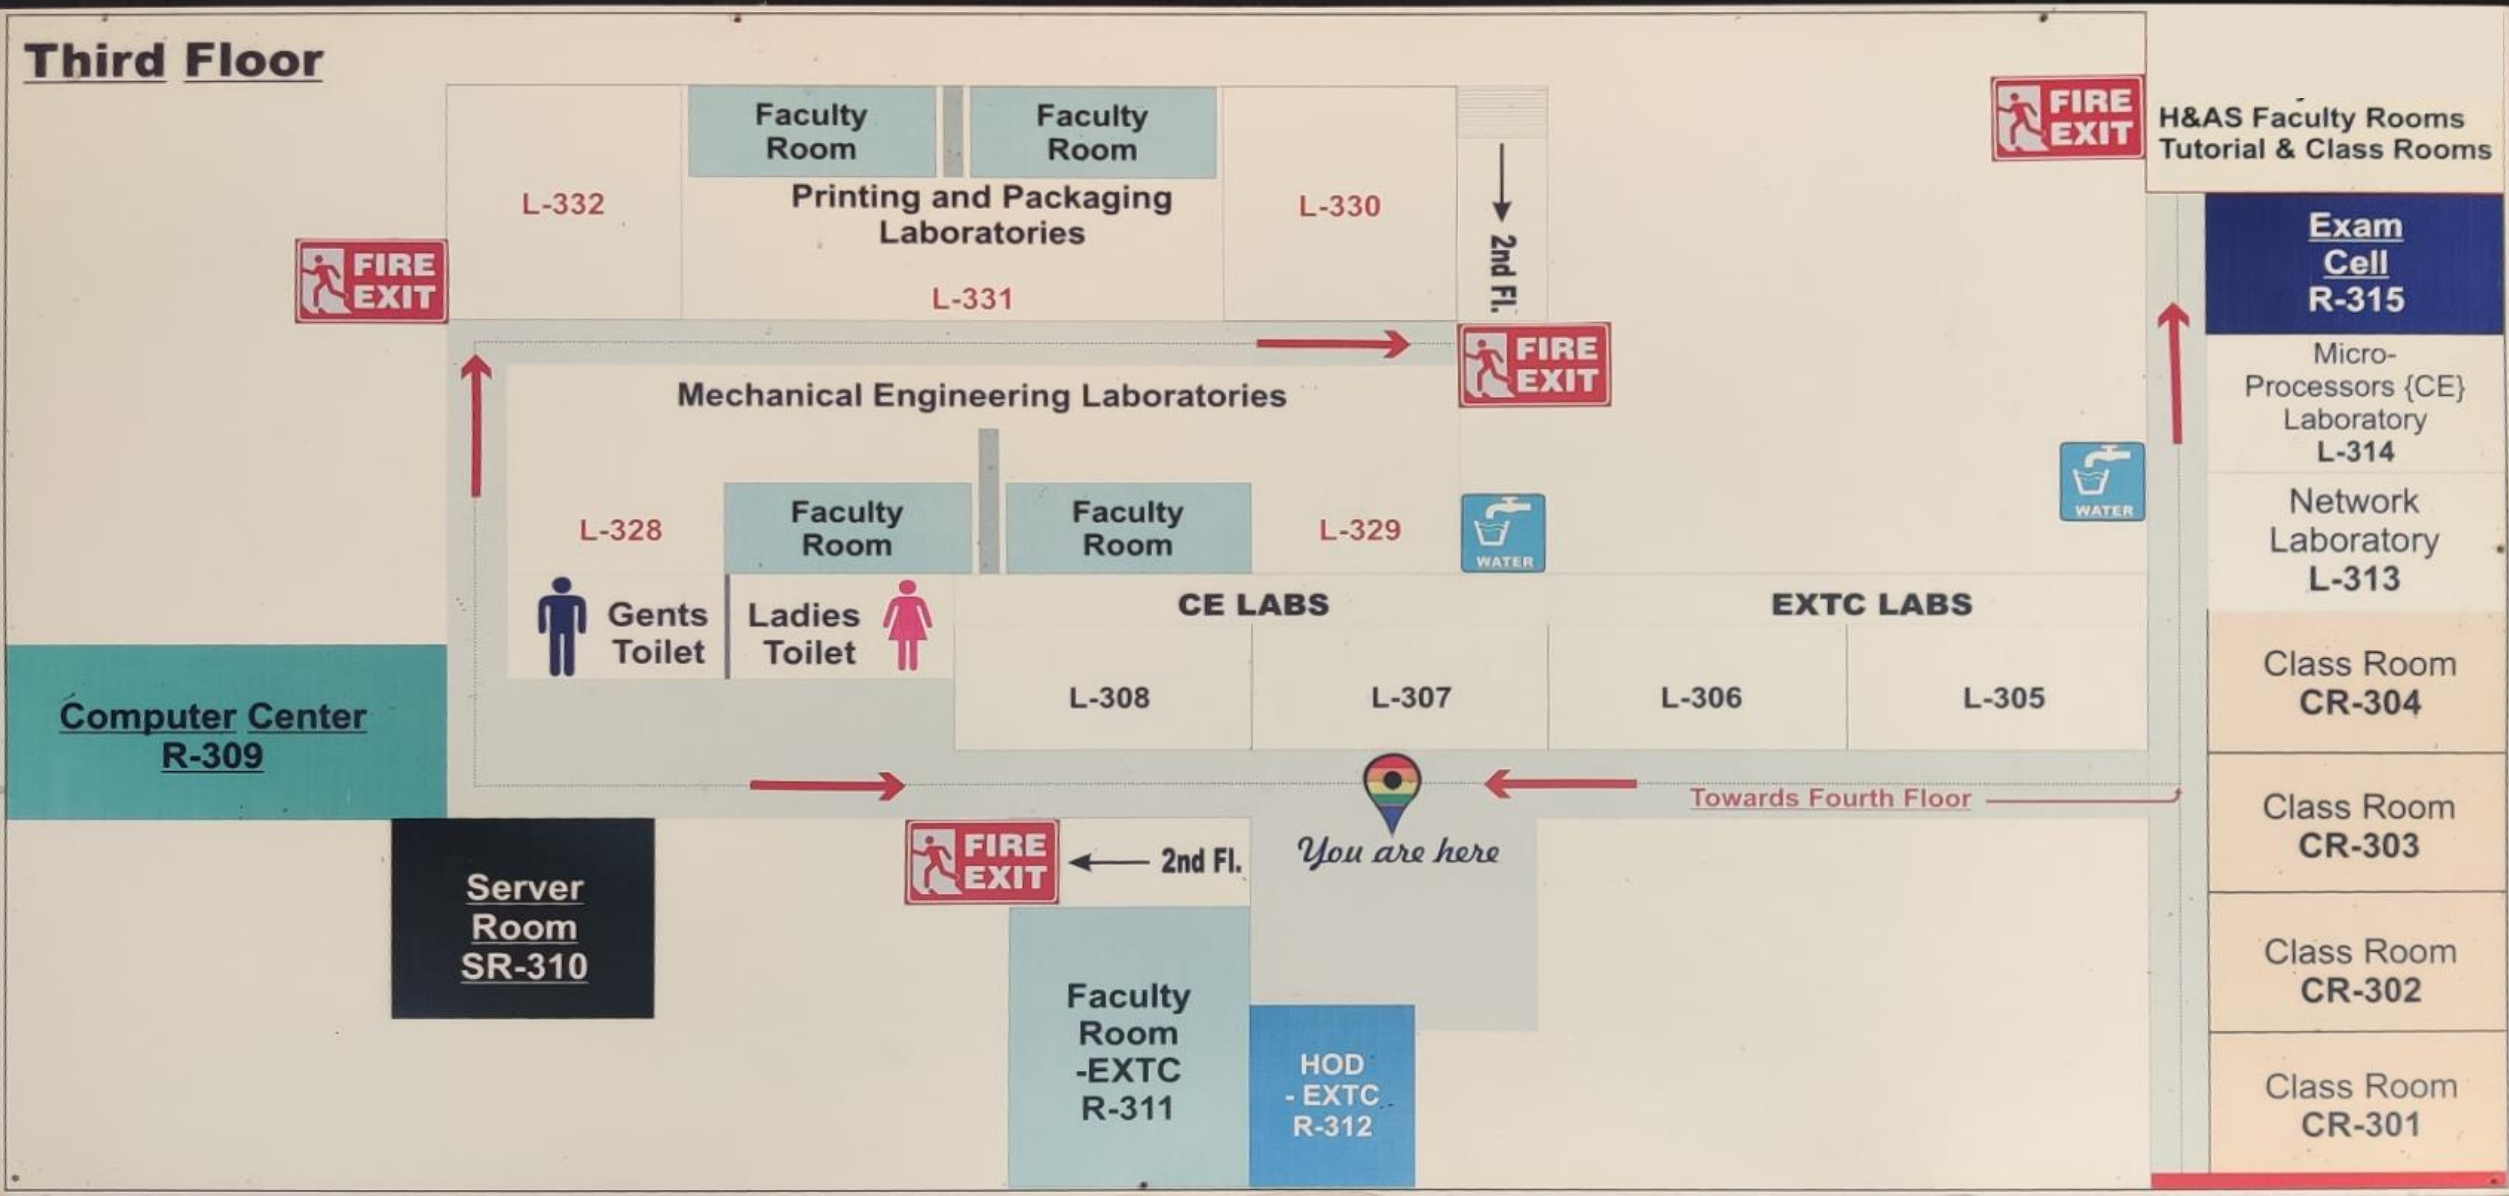 Third Floor
Faculty
Room
Faculty
Room
FIRE
EXIT
H&AS Faculty Rooms
Tutorial & Class Rooms
L-332
Printing and Packaging
Laboratories
L-330
L-331
2nd Fl.
Exam
Cell
R-315
FIRE
EXIT
FIRE
EXIT
Mechanical Engineering Laboratories
Micro-
Processors {CE}
Laboratory
L-314
L-328
Faculty
Room
Faculty
Room
L-329
WATER
WATER
Network
Laboratory
L-313
Gents
Toilet
Ladies
Toilet
CE LABS
EXTC LABS
L-308
L-307
L-306
L-305
Class Room
CR-304
Computer Center
R-309
Towards Fourth Floor
You are here
Class Room
CR-303
FIRE
EXIT
2nd Fl.
Server
Room
SR-310
Class Room
CR-302
Faculty
Room
-EXTC
R-311
HOD
- EXTC
R-312
Class Room
CR-301